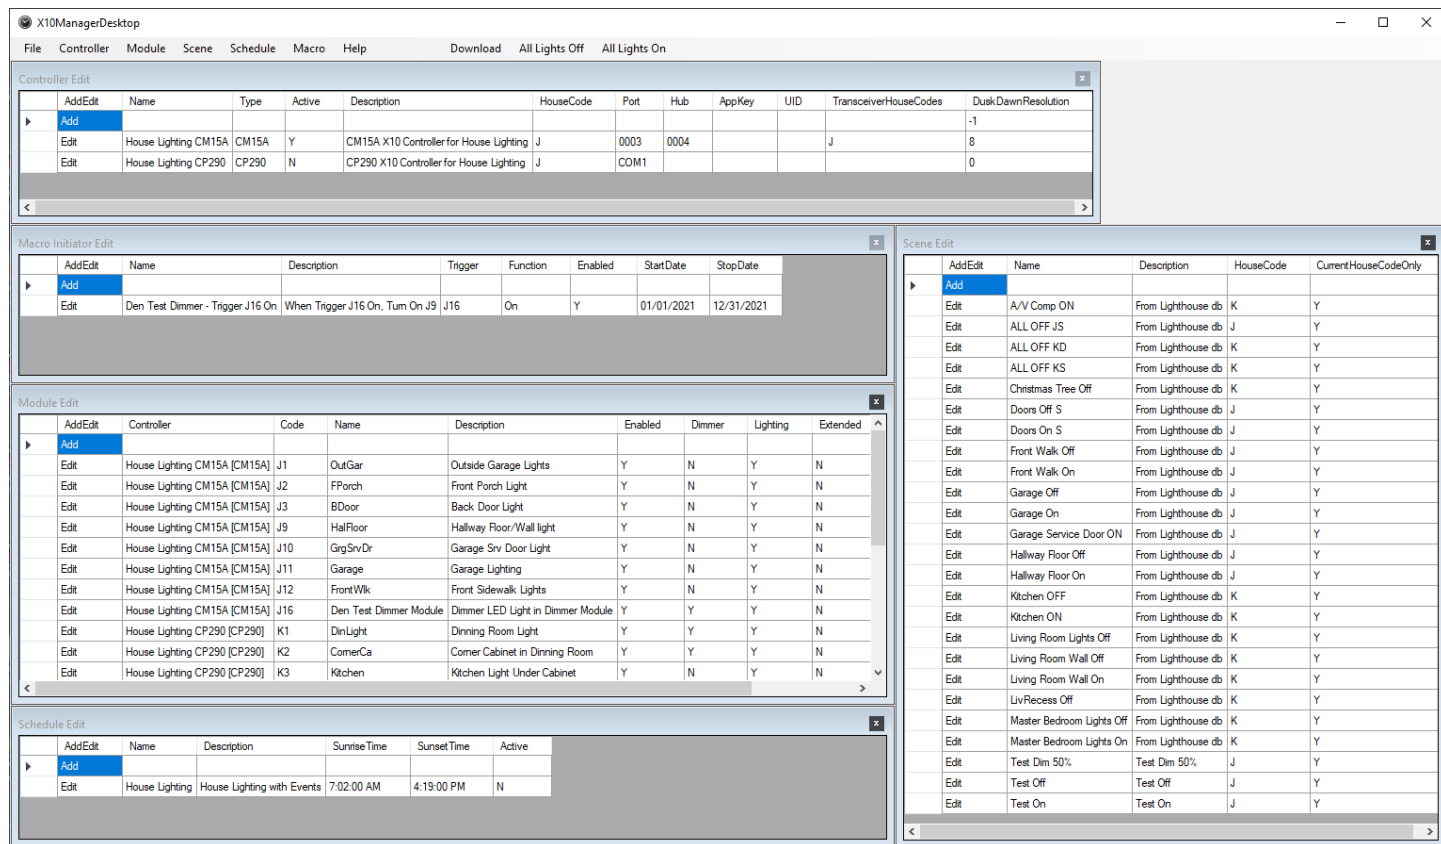 X10ManagerDesktop
File Controller Module Scene Schedule Macro Help Download All Lights Off All Lights On
Controller Edit x
AddEdit Name Type Active Description HouseCode Port Hub AppKey UID TransceiverHouseCodes DuskDawnResolution
Add -1
Edit House Lighting CM15A CM15A Y CM15A X10 Controller for House Lighting J 0003 0004 J 8
Edit House Lighting CP290 CP290 N CP290 X10 Controller for House Lighting J COM1 0
Macro Initiator Edit x
AddEdit Name Description Trigger Function Enabled StartDate StopDate
Add
Edit Den Test Dimmer - Trigger J16 On When Trigger J16 On, Turn On J9 J16 On Y 01/01/2021 12/31/2021
Module Edit x
AddEdit Controller Code Name Description Enabled Dimmer Lighting Extended
Add
Edit House Lighting CM15A [CM15A] J1 OutGar Outside Garage Lights Y N Y N
Edit House Lighting CM15A [CM15A] J2 FPorch Front Porch Light Y N Y N
Edit House Lighting CM15A [CM15A] J3 BDoor Back Door Light Y N Y N
Edit House Lighting CM15A [CM15A] J9 HalFloor Hallway Floor/Wall light Y N Y N
Edit House Lighting CM15A [CM15A] J10 GrgSrvDr Garage Srv Door Light Y N Y N
Edit House Lighting CM15A [CM15A] J11 Garage Garage Lighting Y N Y N
Edit House Lighting CM15A [CM15A] J12 FrontWlk Front Sidewalk Lights Y N Y N
Edit House Lighting CM15A [CM15A] J16 Den Test Dimmer Module Dimmer LED Light in Dimmer Module Y Y Y N
Edit House Lighting CP290 [CP290] K1 DinLight Dinning Room Light Y Y Y N
Edit House Lighting CP290 [CP290] K2 CornerCa Corner Cabinet in Dinning Room Y Y Y N
Edit House Lighting CP290 [CP290] K3 Kitchen Kitchen Light Under Cabinet Y N Y N
Schedule Edit x
AddEdit Name Description SunriseTime SunsetTime Active
Add
Edit House Lighting House Lighting with Events 7:02:00 AM 4:19:00 PM N
Scene Edit x
AddEdit Name Description HouseCode CurrentHouseCodeOnly
Add
Edit A/V Comp ON From Lighthouse db K Y
Edit ALL OFF JS From Lighthouse db J Y
Edit ALL OFF KD From Lighthouse db K Y
Edit ALL OFF KS From Lighthouse db K Y
Edit Christmas Tree Off From Lighthouse db K Y
Edit Doors Off S From Lighthouse db J Y
Edit Doors On S From Lighthouse db J Y
Edit Front Walk Off From Lighthouse db J Y
Edit Front Walk On From Lighthouse db J Y
Edit Garage Off From Lighthouse db J Y
Edit Garage On From Lighthouse db J Y
Edit Garage Service Door ON From Lighthouse db J Y
Edit Hallway Floor Off From Lighthouse db J Y
Edit Hallway Floor On From Lighthouse db J Y
Edit Kitchen OFF From Lighthouse db K Y
Edit Kitchen ON From Lighthouse db K Y
Edit Living Room Lights Off From Lighthouse db K Y
Edit Living Room Wall Off From Lighthouse db K Y
Edit Living Room Wall On From Lighthouse db K Y
Edit LivRecess Off From Lighthouse db K Y
Edit Master Bedroom Lights Off From Lighthouse db K Y
Edit Master Bedroom Lights On From Lighthouse db K Y
Edit Test Dim 50% Test Dim 50% J Y
Edit Test Off Test Off J Y
Edit Test On Test On J Y